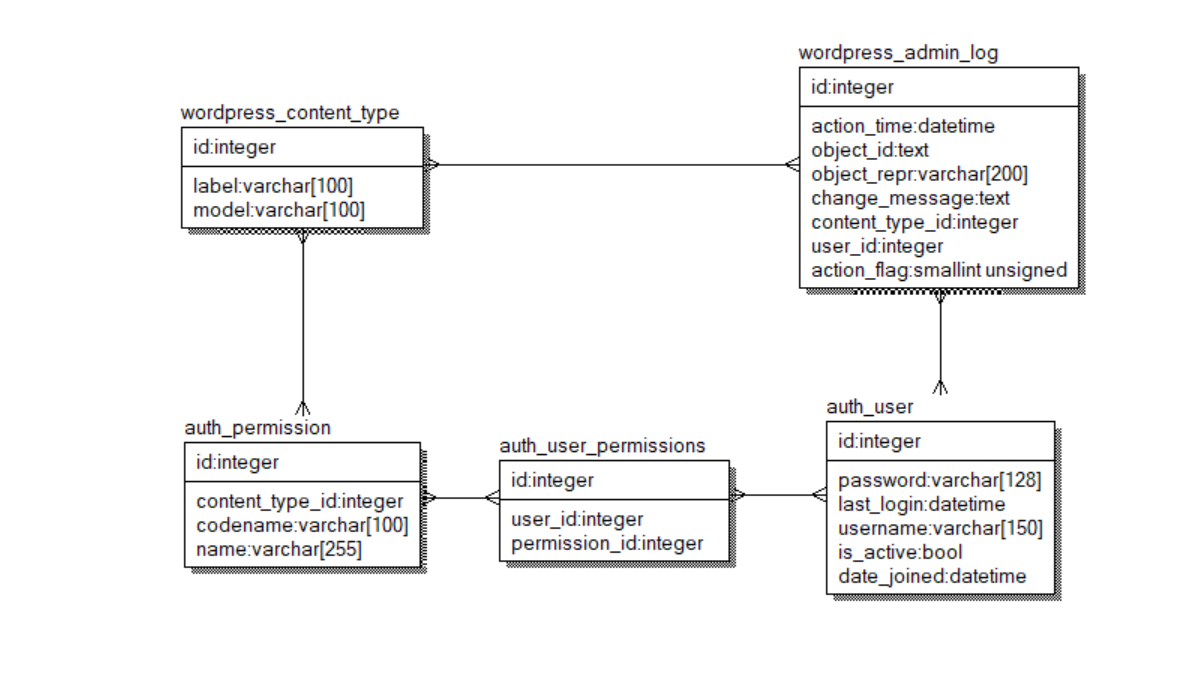 wordpress_admin_log
id:integer
action_time:datetime
object_id:text
object_repr:varchar[200]
change_message:text
content_type_id:integer
user_id:integer
action_flag:smallint unsigned
wordpress_content_type
id:integer
label:varchar[100]
model:varchar[100]
auth_permission
id:integer
content_type_id:integer
codename:varchar[100]
name:varchar[255]
auth_user_permissions
id:integer
user_id:integer
permission_id:integer
auth_user
id:integer
password:varchar[128]
last_login:datetime
username:varchar[150]
is_active:bool
date_joined:datetime